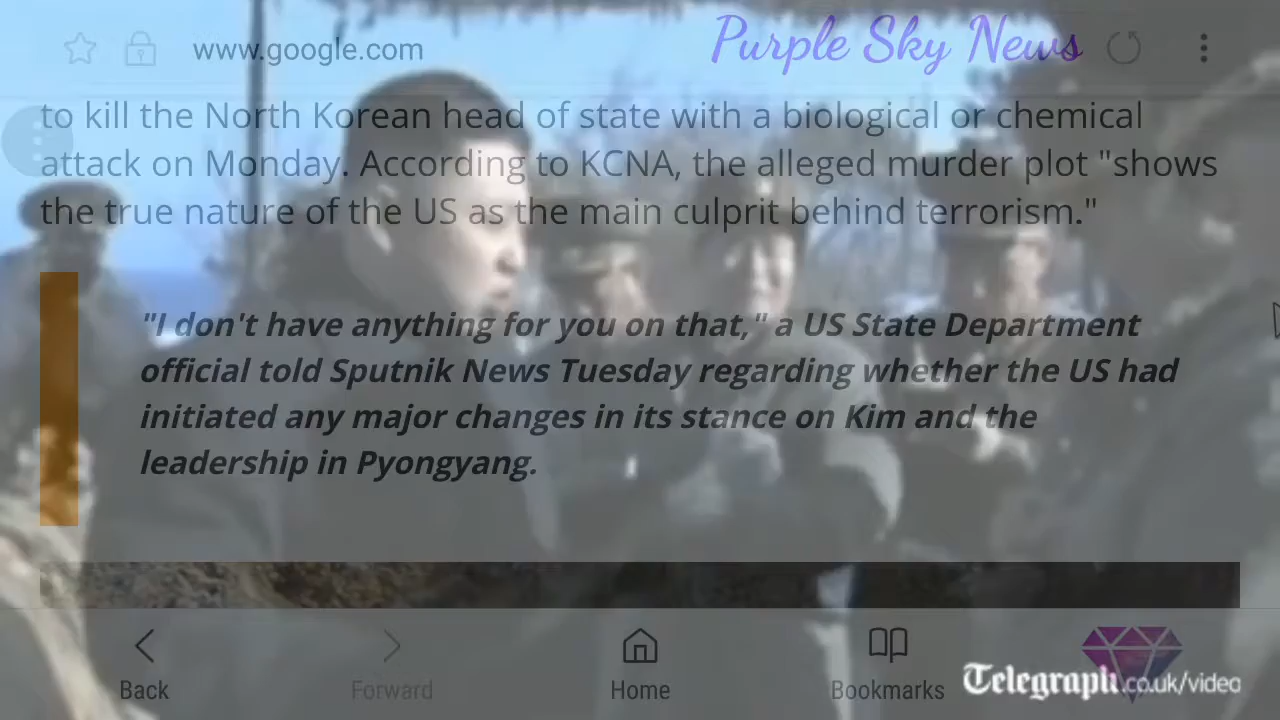 www.google.com
Purple Sky News
to kill the North Korean head of state with a biological or chemical
attack on Monday. According to KCNA, the alleged murder plot "shows
the true nature of the US as the main culprit behind terrorism."
"I don't have anything for you on that," a US State Department
official told Sputnik News Tuesday regarding whether the US had
initiated any major changes in its stance on Kim and the
leadership in Pyongyang.
Back
Forward
Home
Bookmarks
Telegraph.co.uk/video